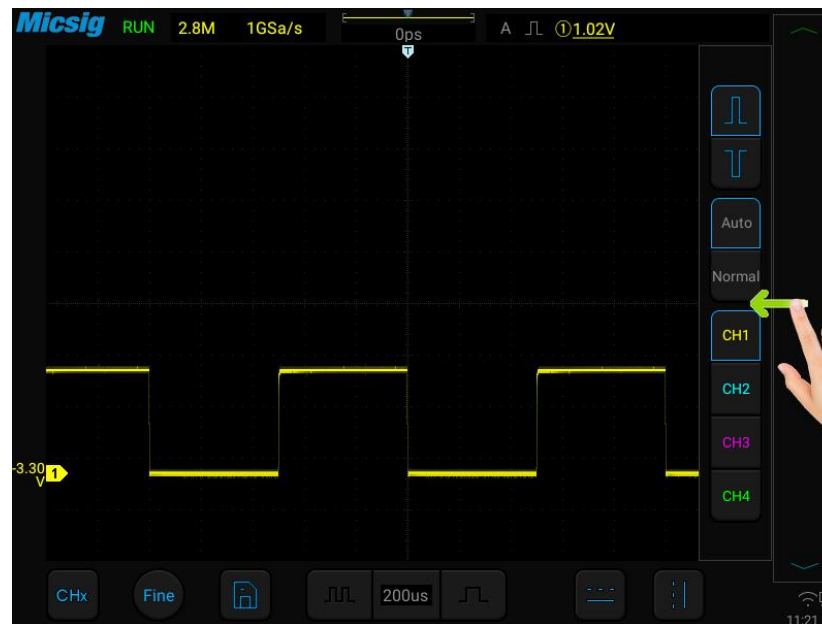 Micsig RUN 2.8M 1GSa/s 0ps A ①1.02V
T
Auto
Normal
CH1
CH2
CH3
-3.30 1
V
CH4
CHx Fine 200us
11:21